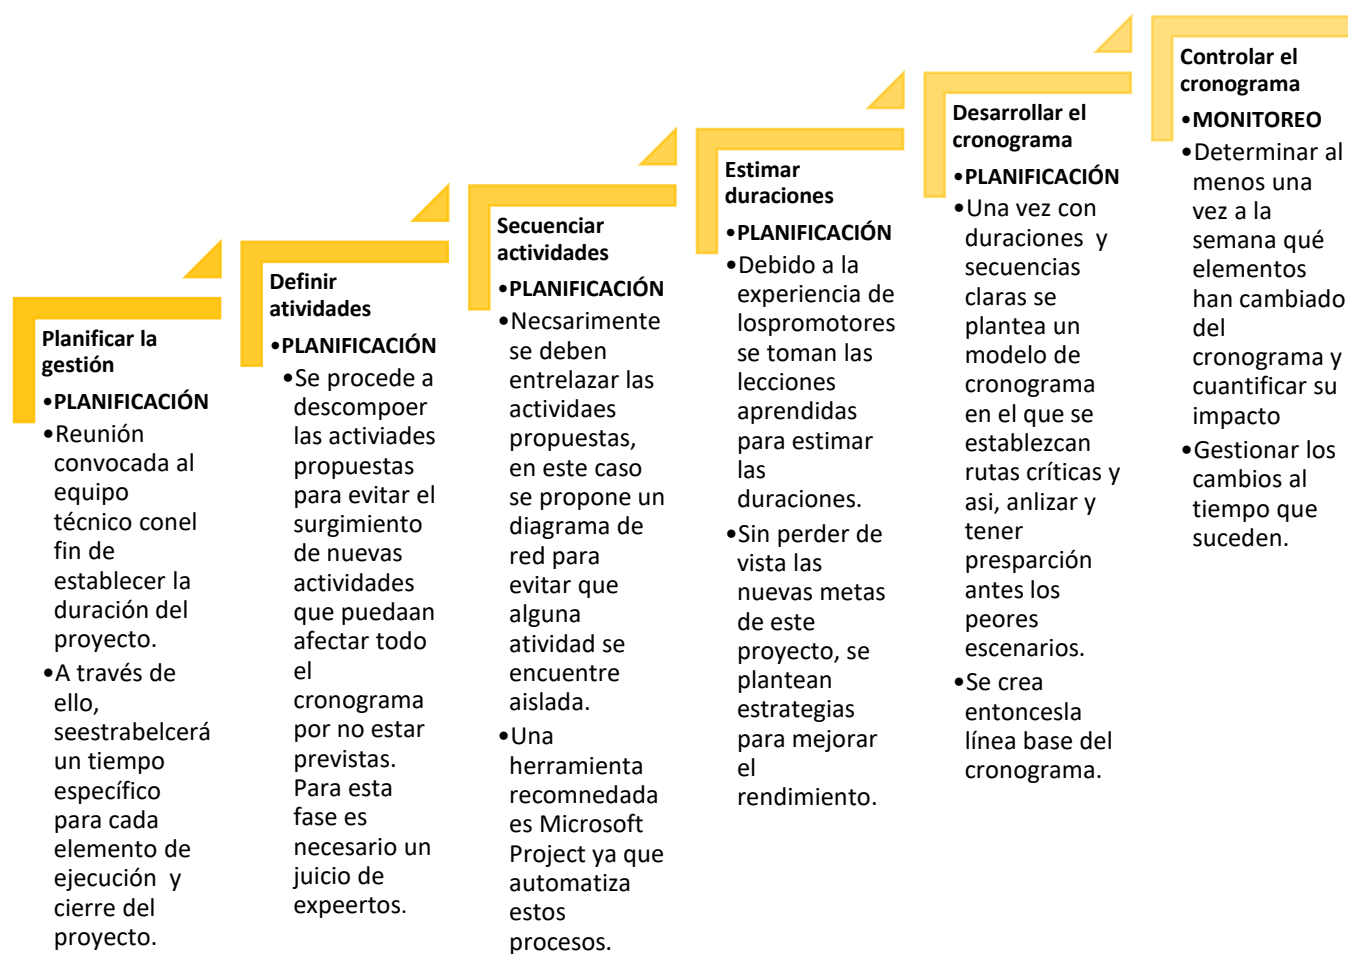 Planificar la
gestión
•PLANIFICACIÓN
•Reunión
convocada al
equipo
técnico conel
fin de
establecer la
duración del
proyecto.
•A través de
ello,
seestrabelcerá
un tiempo
específico
para cada
elemento de
ejecución y
cierre del
proyecto.
Definir
atividades
•PLANIFICACIÓN
•Se procede a
descompoer
las activiades
propuestas
para evitar el
surgimiento
de nuevas
actividades
que puedaan
afectar todo
el
cronograma
por no estar
previstas.
Para esta
fase es
necesario un
juicio de
expeertos.
Secuenciar
actividades
•PLANIFICACIÓN
•Necsarimente
se deben
entrelazar las
actividaes
propuestas,
en este caso
se propone un
diagrama de
red para
evitar que
alguna
atividad se
encuentre
aislada.
•Una
herramienta
recomnedada
es Microsoft
Project ya que
automatiza
estos
procesos.
Estimar
duraciones
•PLANIFICACIÓN
•Debido a la
experiencia de
lospromotores
se toman las
lecciones
aprendidas
para estimar
las
duraciones.
•Sin perder de
vista las
nuevas metas
de este
proyecto, se
plantean
estrategias
para mejorar
el
rendimiento.
Desarrollar el
cronograma
•PLANIFICACIÓN
•Una vez con
duraciones y
secuencias
claras se
plantea un
modelo de
cronograma
en el que se
establezcan
rutas críticas y
asi, anlizar y
tener
presparción
antes los
peores
escenarios.
•Se crea
entoncesla
línea base del
cronograma.
Controlar el
cronograma
•MONITOREO
•Determinar al
menos una
vez a la
semana qué
elementos
han cambiado
del
cronograma y
cuantificar su
impacto
•Gestionar los
cambios al
tiempo que
suceden.